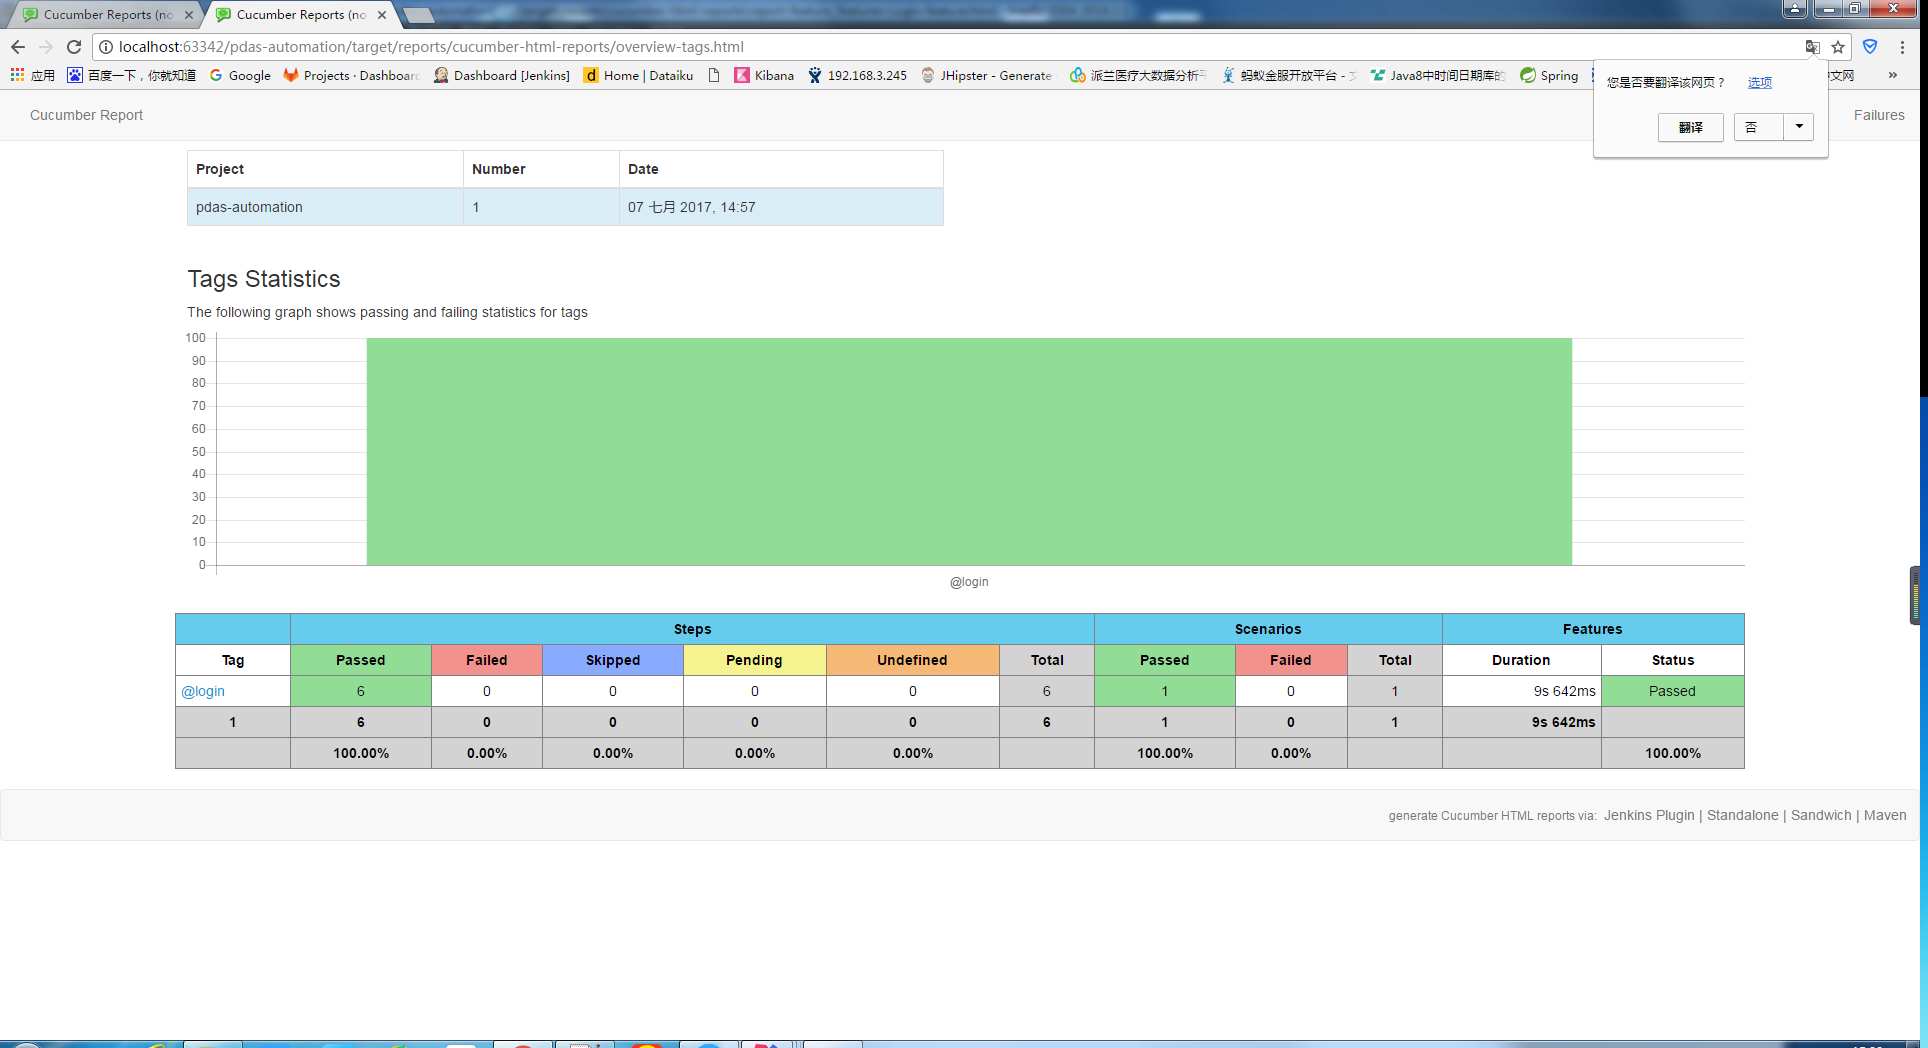 Cucumber Reports (no
Cucumber Reports (no
localhost:63342/pdas-automation/target/reports/cucumber-html-reports/overview-tags.html
应用 百度一下，你就知道 Google Projects · Dashboard Dashboard [Jenkins] Home | Dataiku Kibana 192.168.3.245 JHipster - Generate 派兰医疗大数据分析平 蚂蚁金服开放平台 - Java8中时间日期库的 Spring 中文网 »
您是否要翻译该网页？ 选项
翻译 否
Cucumber Report Failures
Project Number Date
pdas-automation 1 07 七月 2017, 14:57
Tags Statistics
The following graph shows passing and failing statistics for tags
100
90
80
70
60
50
40
30
20
10
0
@login
Steps Scenarios Features
Tag Passed Failed Skipped Pending Undefined Total Passed Failed Total Duration Status
@login 6 0 0 0 0 6 1 0 1 9s 642ms Passed
1 6 0 0 0 0 6 1 0 1 9s 642ms
100.00% 0.00% 0.00% 0.00% 0.00% 100.00% 0.00% 100.00%
generate Cucumber HTML reports via: Jenkins Plugin | Standalone | Sandwich | Maven